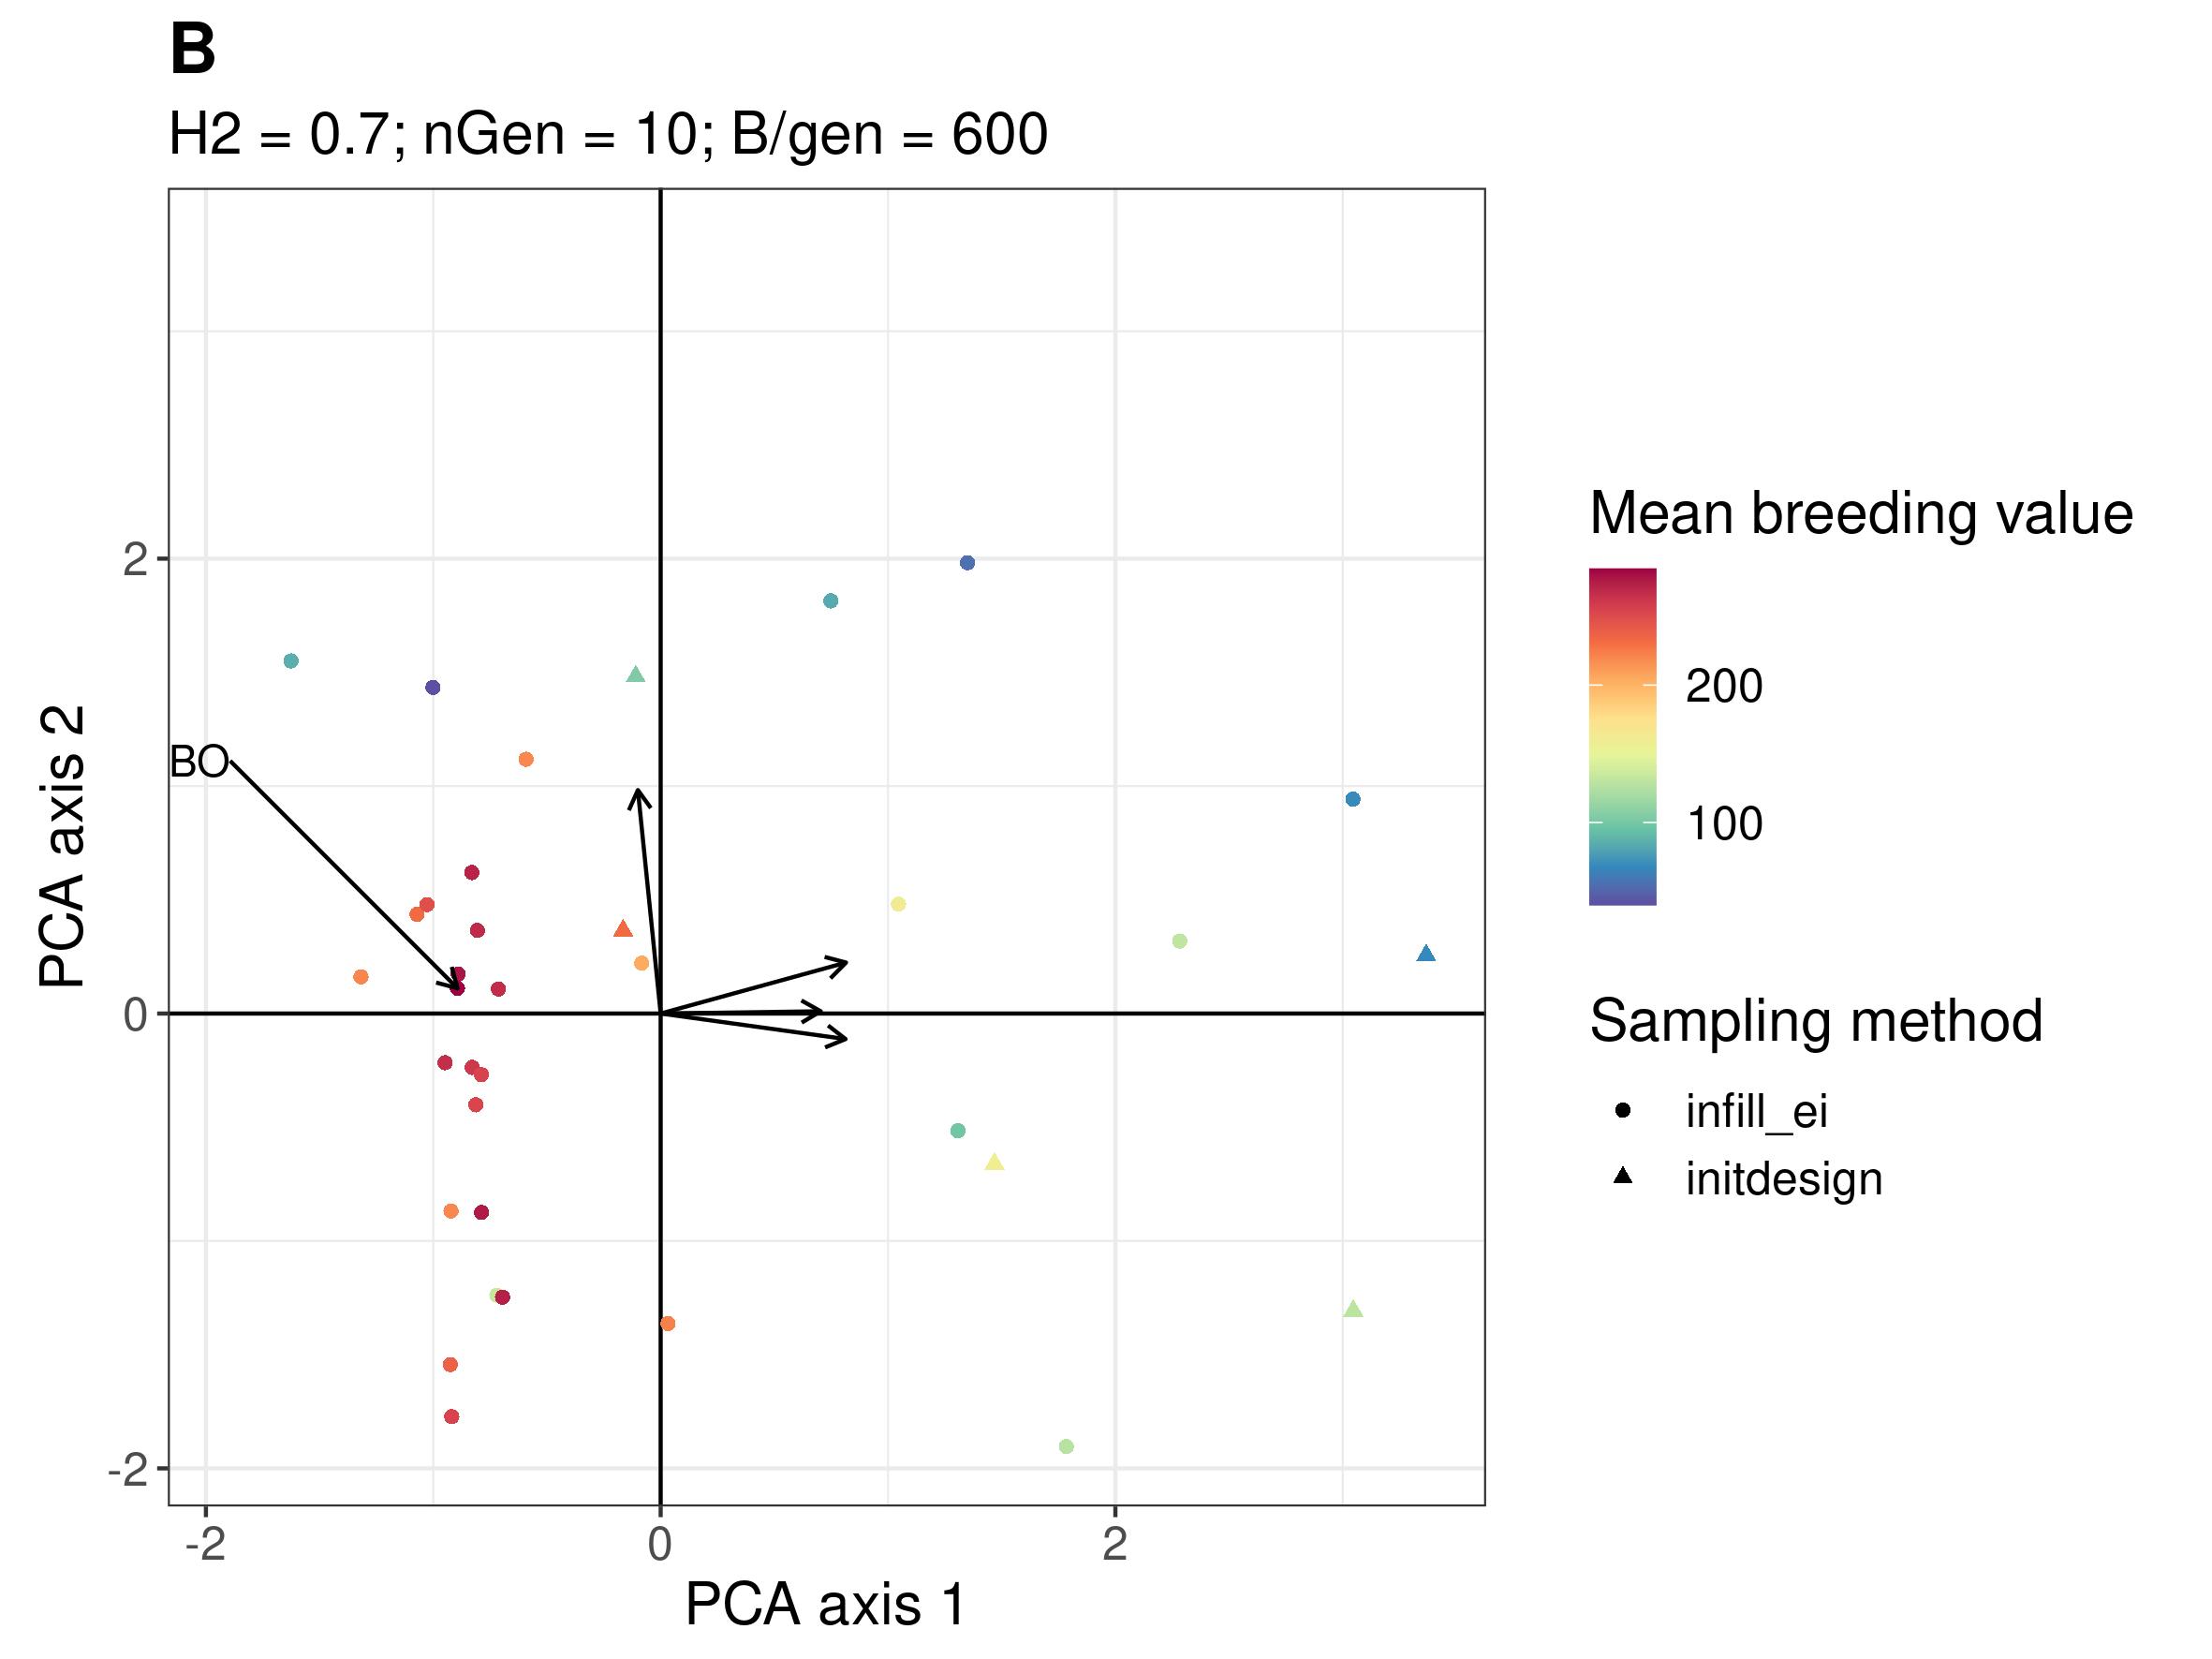 B
H2 = 0.7; nGen = 10; B/gen = 600
PCA axis 2
2
0
-2
BO
-2
0
2
PCA axis 1
Mean breeding value
200
100
Sampling method
infill_ei
initdesign